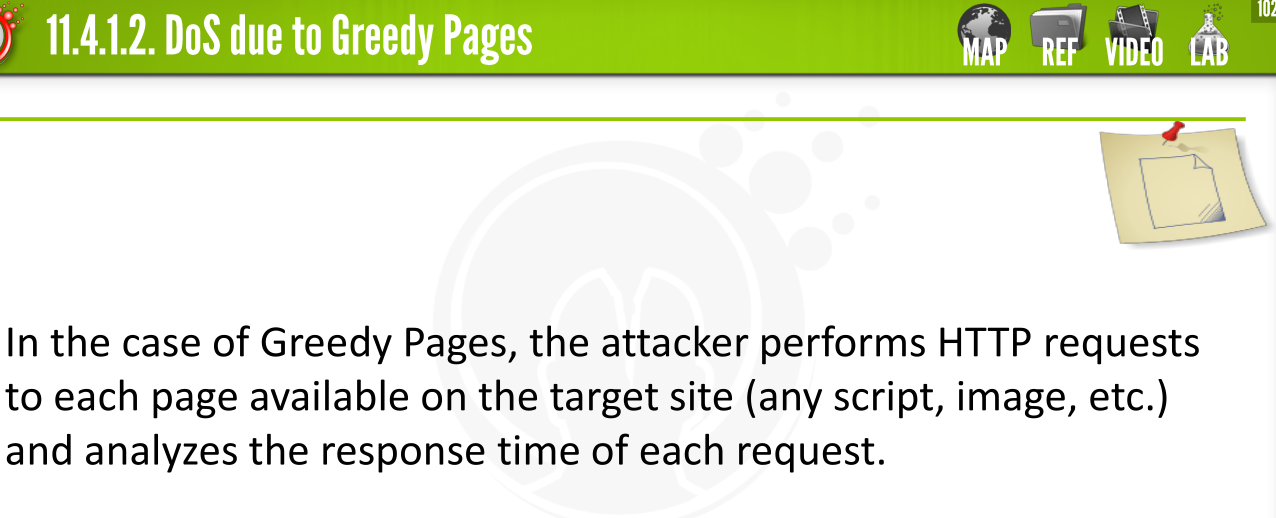 11.4.1.2. DoS due to Greedy Pages
MAP REF VIDEO LAB
102
In the case of Greedy Pages, the attacker performs HTTP requests
to each page available on the target site (any script, image, etc.)
and analyzes the response time of each request.